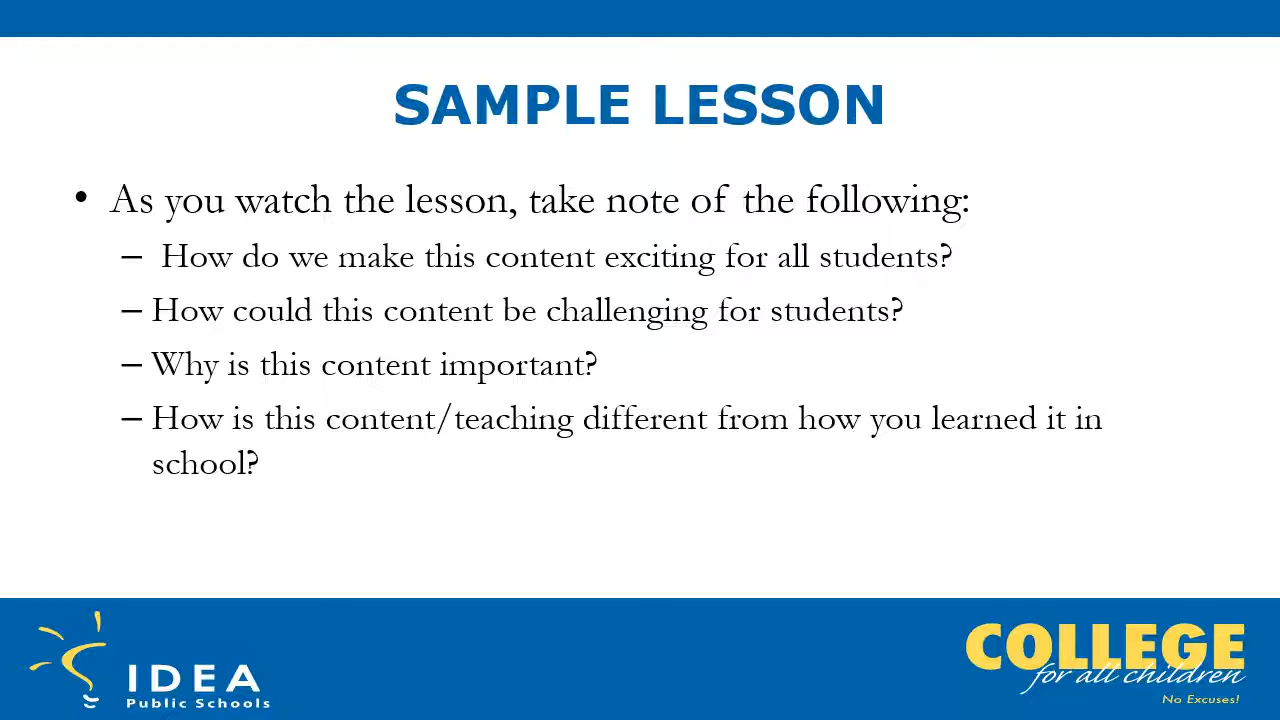 SAMPLE LESSON
• As you watch the lesson, take note of the following:
– How do we make this content exciting for all students?
– How could this content be challenging for students?
– Why is this content important?
– How is this content/teaching different from how you learned it in
school?
IDEA
Public Schools
COLLEGE
for all children
No Excuses!